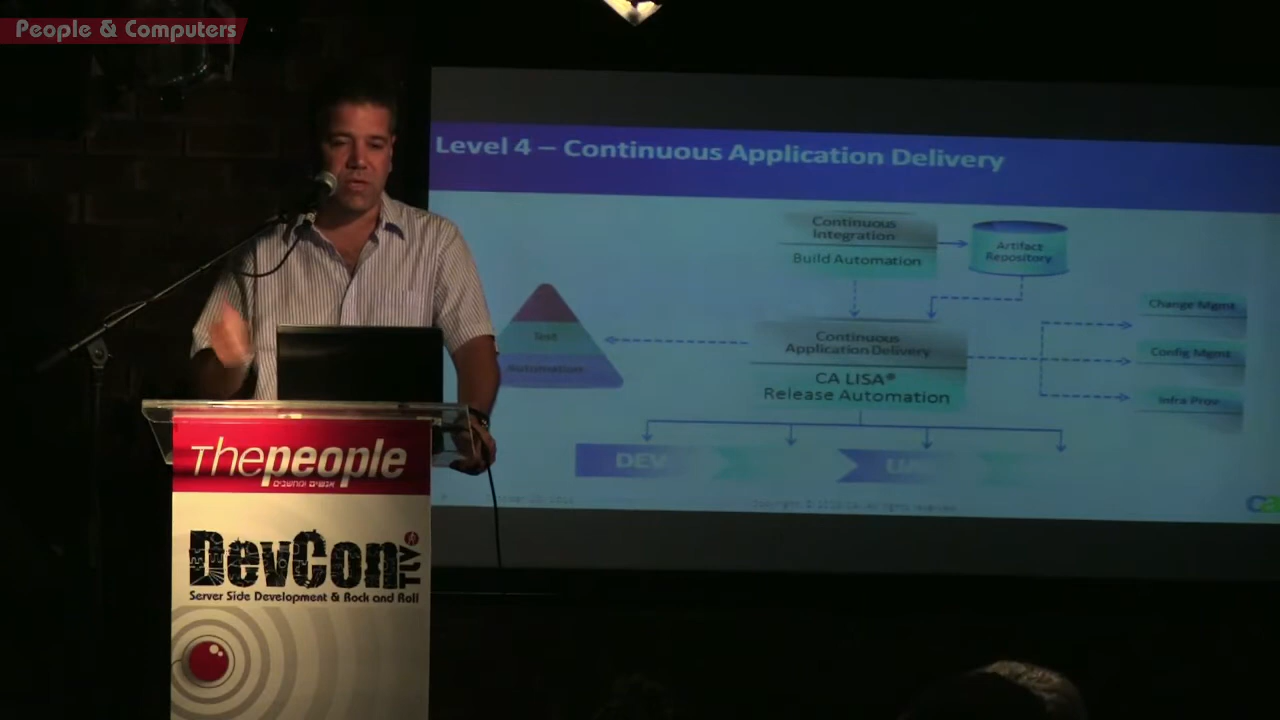 People & Computers
Level 4 – Continuous Application Delivery
Continuous
Integration
Build Automation
Artifact
Repository
Test
Automation
Continuous
Application Delivery
CA LISA®
Release Automation
Change Mgmt
Config Mgmt
Infra Prov
DEV
Thepeople
אנשים ומחשבים
DevCon
TLV
Server Side Development & Rock and Roll